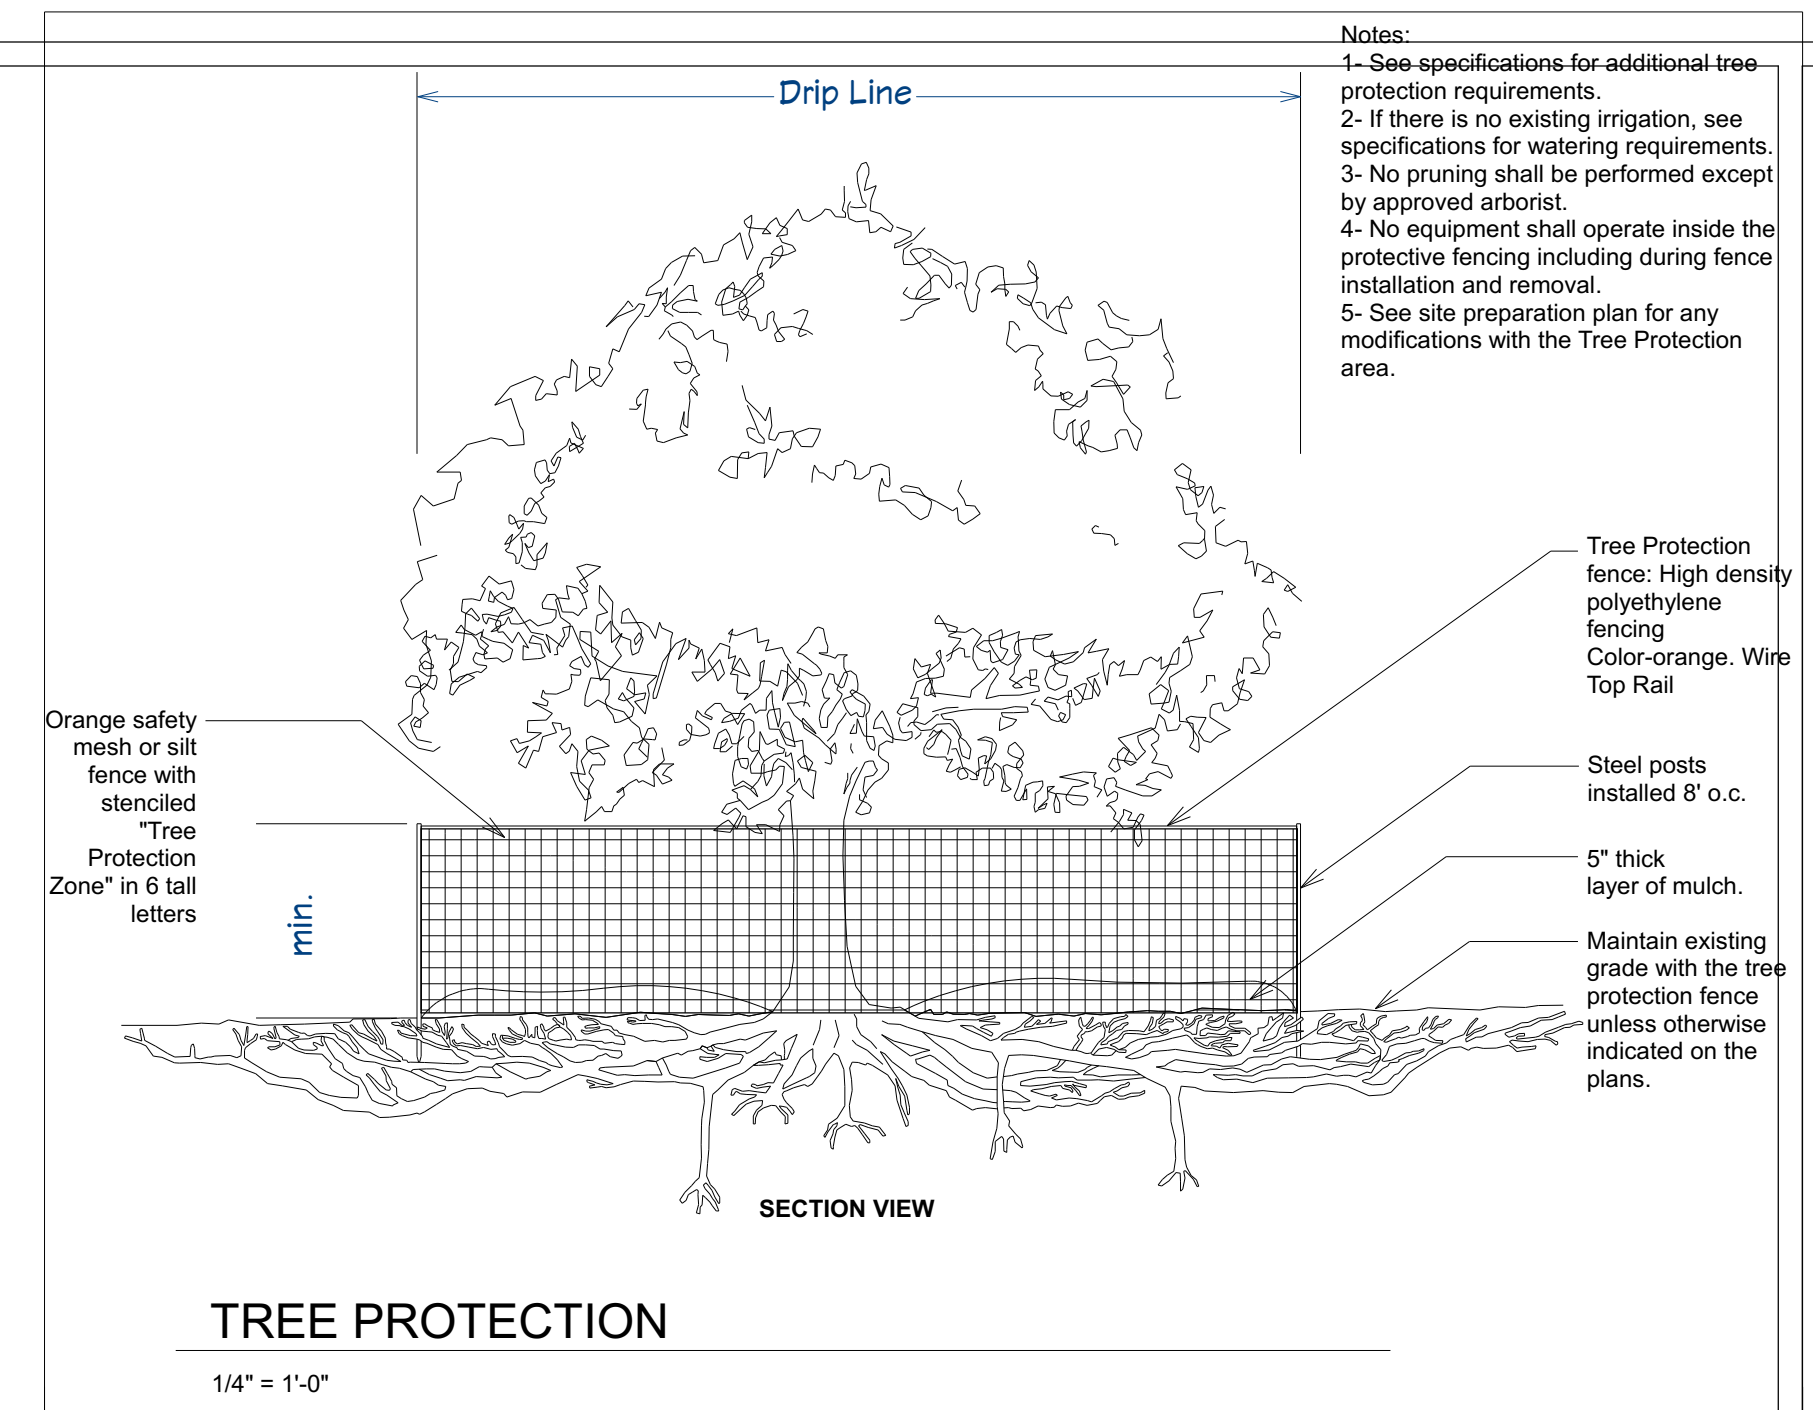 Notes:
1- See specifications for additional tree
protection requirements.
2- If there is no existing irrigation, see
specifications for watering requirements.
3- No pruning shall be performed except
by approved arborist.
4- No equipment shall operate inside the
protective fencing including during fence
installation and removal.
5- See site preparation plan for any
modifications with the Tree Protection
area.
Drip Line
Tree Protection
fence: High density
polyethylene
fencing
Color-orange. Wire
Top Rail
Steel posts
installed 8' o.c.
5" thick
layer of mulch.
Maintain existing
grade with the tree
protection fence
unless otherwise
indicated on the
plans.
Orange safety
mesh or silt
fence with
stenciled
"Tree
Protection
Zone" in 6 tall
letters
min.
SECTION VIEW
TREE PROTECTION
1/4" = 1'-0"